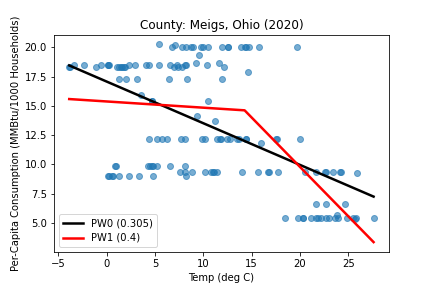 County: Meigs, Ohio (2020)
Per-Capita Consumption (MMBtu/1000 Households)
20.0
17.5
15.0
12.5
10.0
7.5
5.0
PW0 (0.305)
PW1 (0.4)
−5 0 5 10 15 20 25
Temp (deg C)